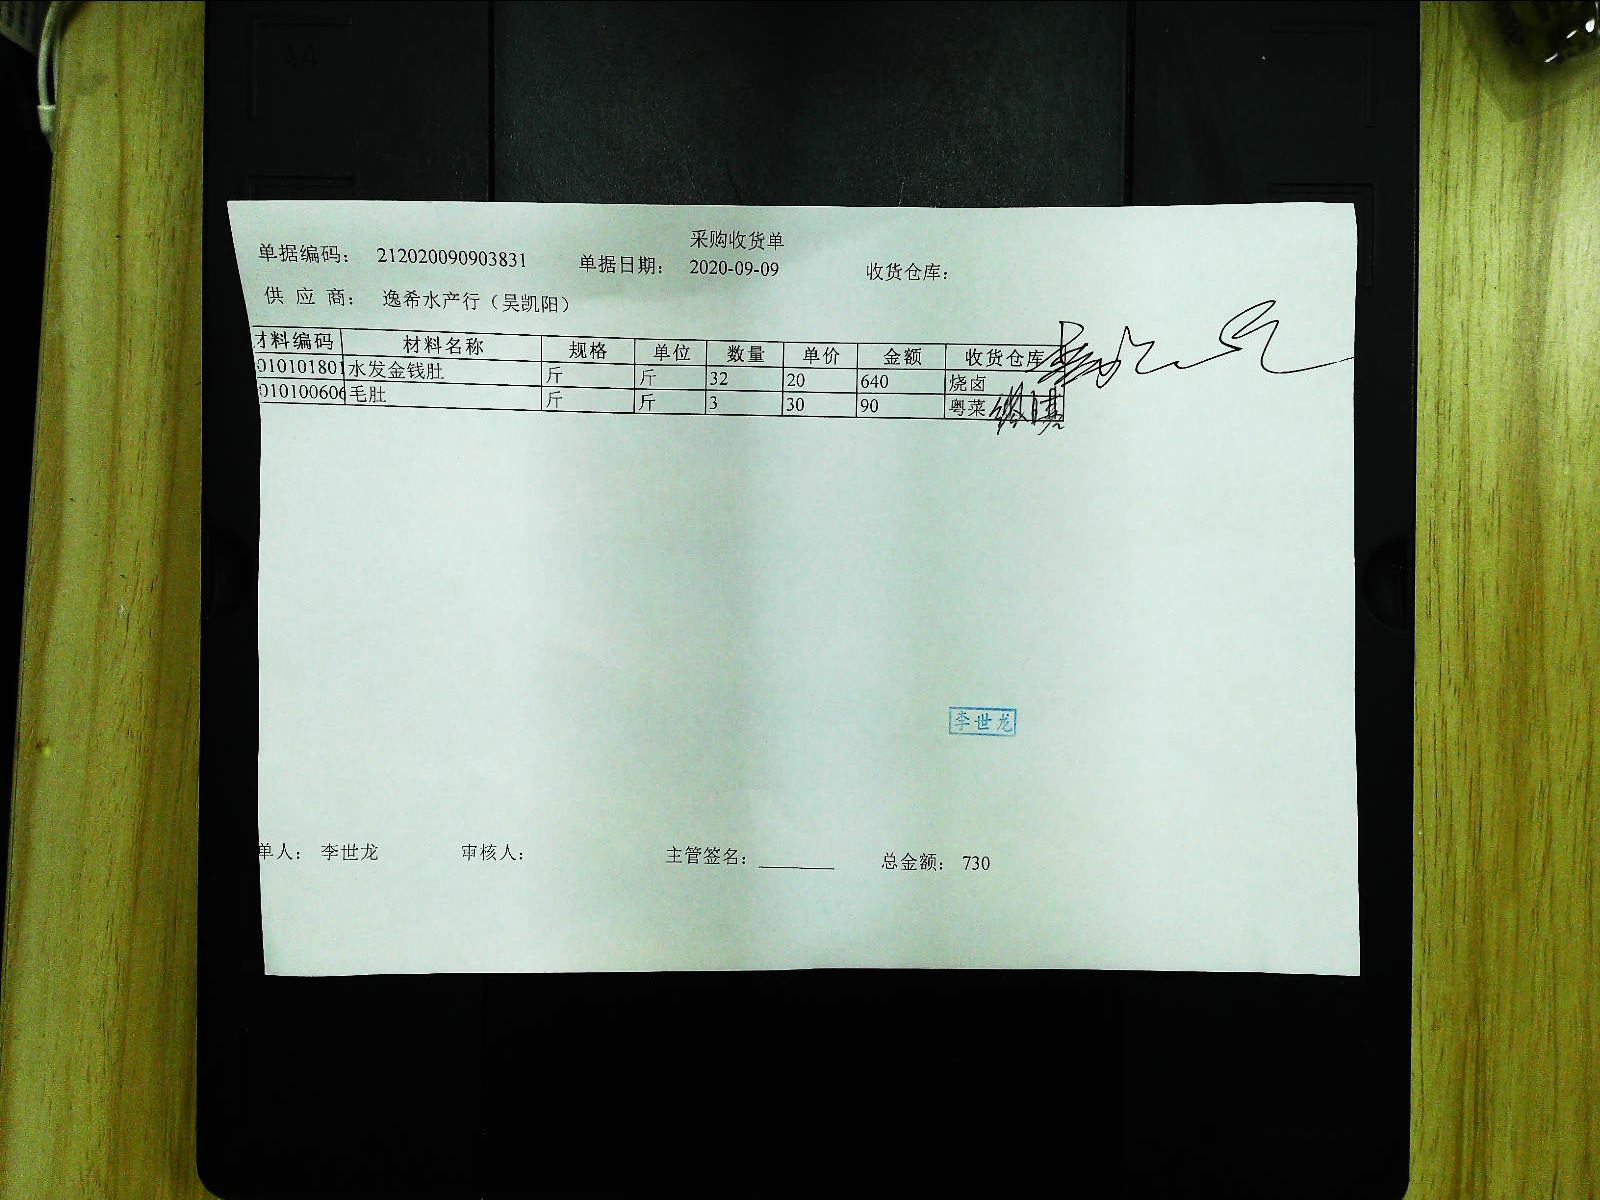 采购收货单
单据编码： 212020090903831 单据日期： 2020-09-09 收货仓库：
供 应 商： 逸希水产行（吴凯阳）
材料编码 材料名称 规格 单位 数量 单价 金额 收货仓库
010101801 水发金钱肚 斤 斤 32 20 640 烧卤
010100606 毛肚 斤 斤 3 30 90 粤菜
李世龙
单人： 李世龙 审核人： 主管签名： 总金额： 730